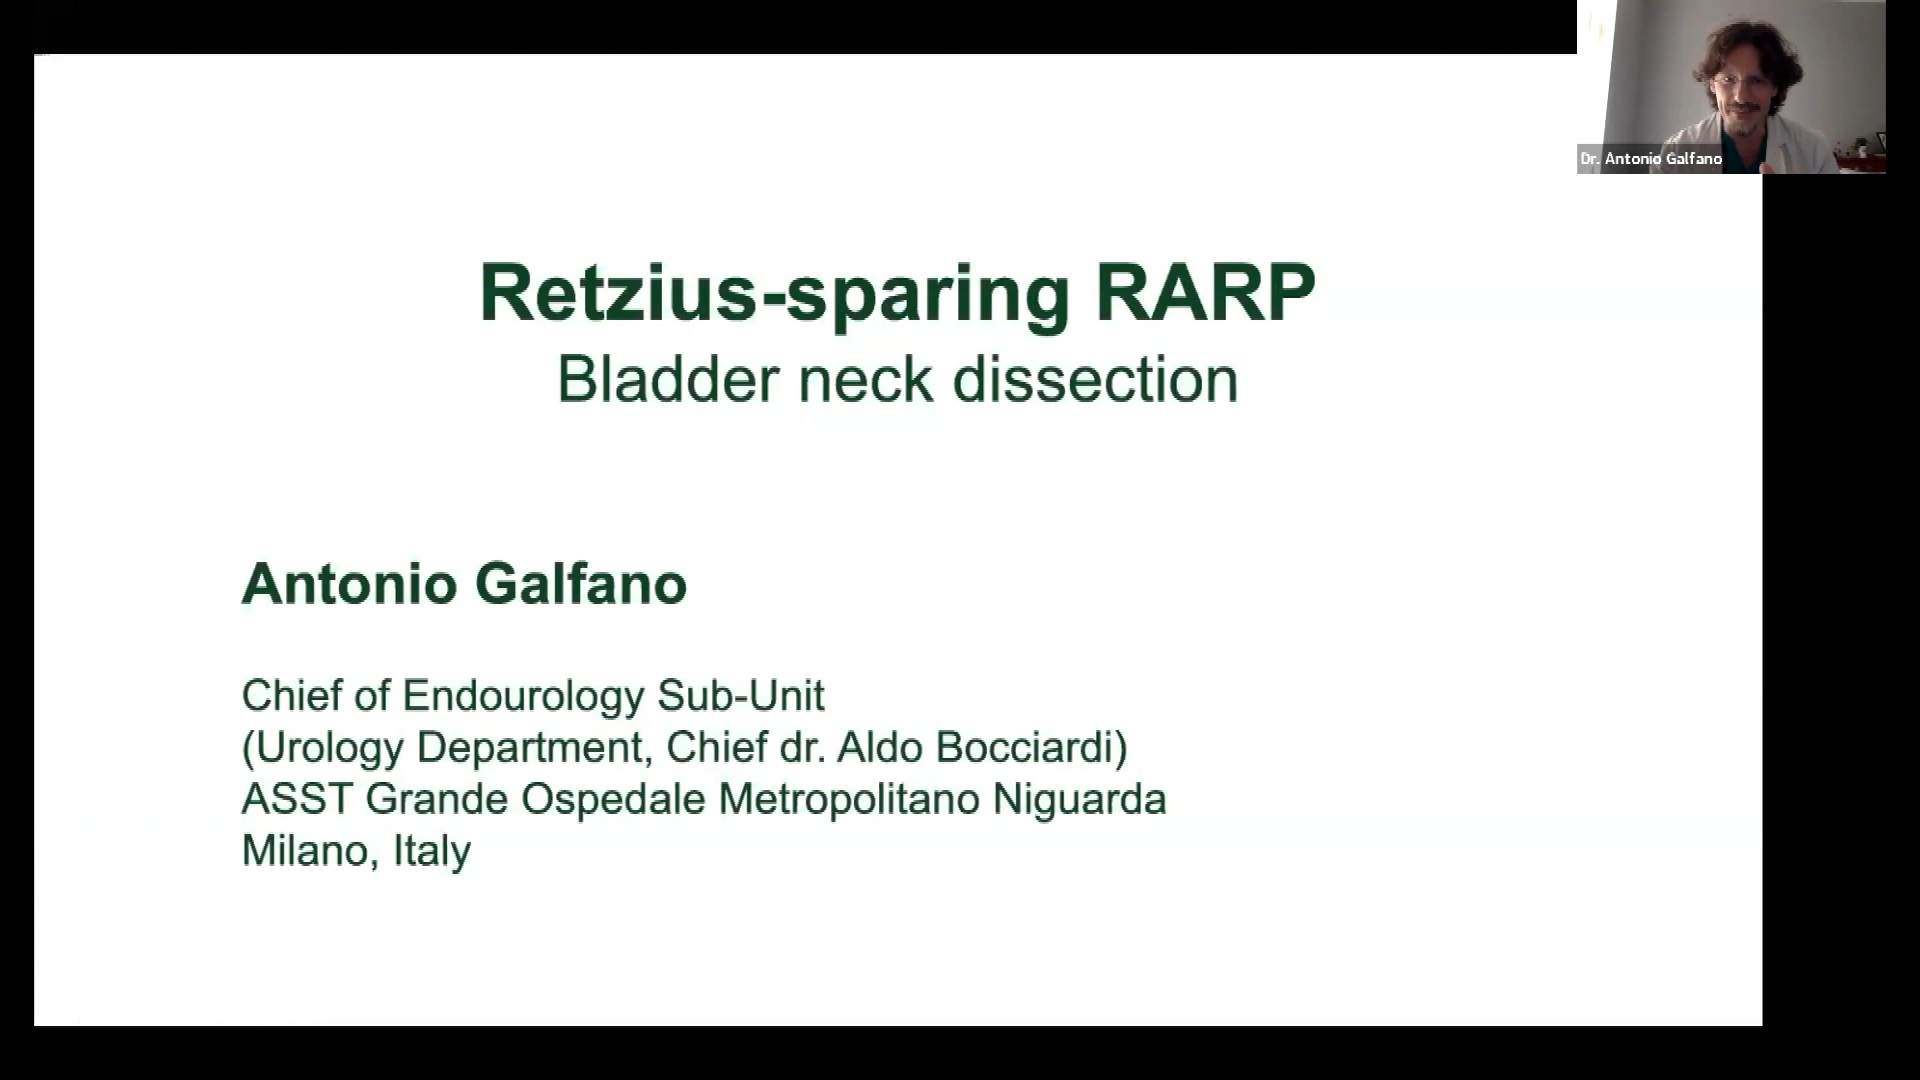 Dr. Antonio Galfano
Retzius-sparing RARP
Bladder neck dissection
Antonio Galfano
Chief of Endourology Sub-Unit
(Urology Department, Chief dr. Aldo Bocciardi)
ASST Grande Ospedale Metropolitano Niguarda
Milano, Italy